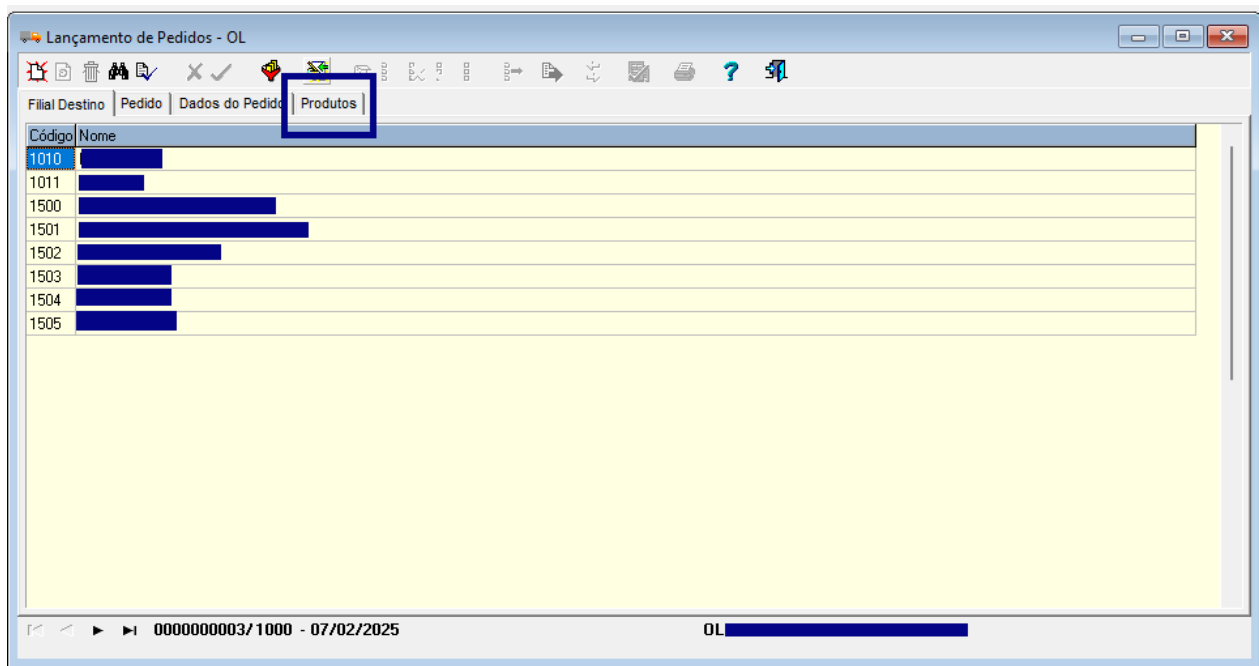 Lançamento de Pedidos - OL
?
Filial Destino Pedido Dados do Pedido Produtos
Código Nome
1010
1011
1500
1501
1502
1503
1504
1505
0000000003/1000 - 07/02/2025 OL